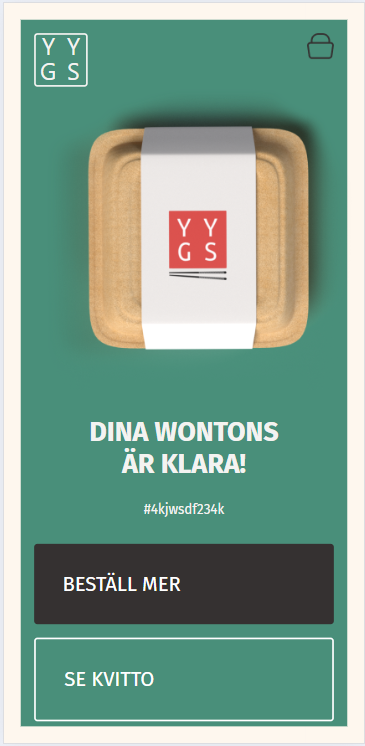 Y Y
G S
Y Y
G S
DINA WONTONS
ÄR KLARA!
#4kjwsdf234k
BESTÄLL MER
SE KVITTO